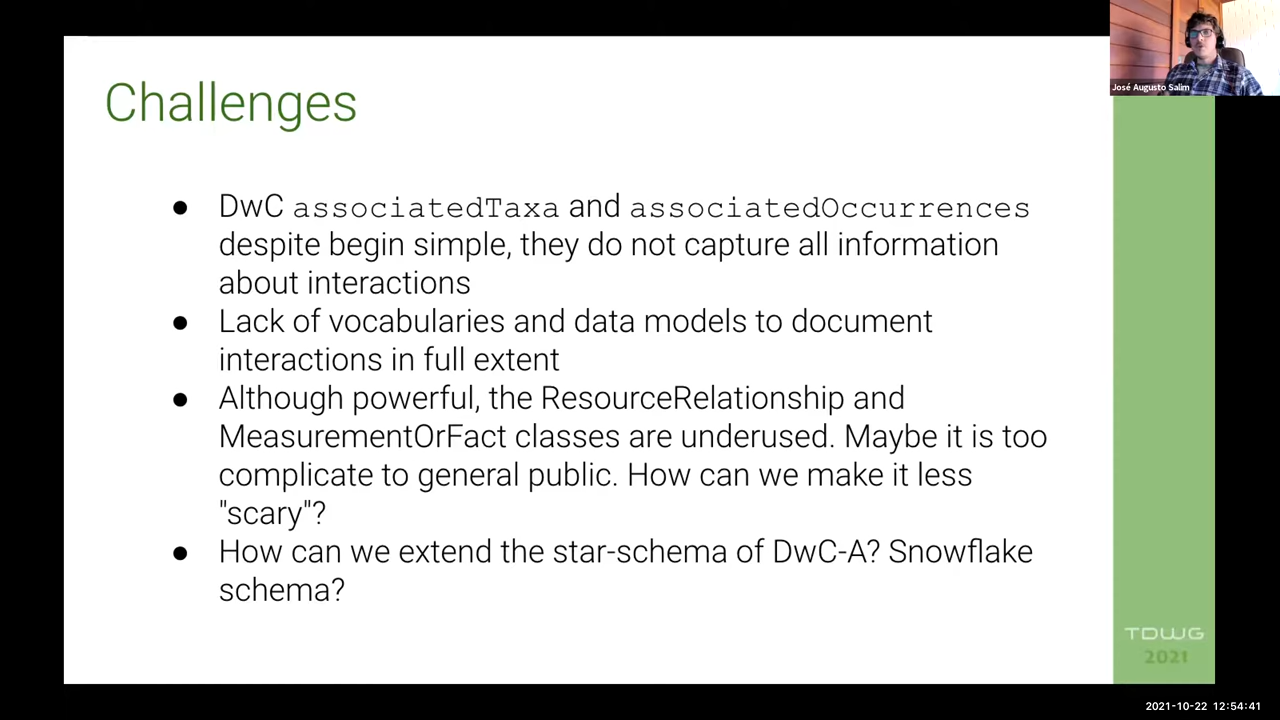 José Augusto Salim
Challenges
● DwC associatedTaxa and associatedOccurrences
despite begin simple, they do not capture all information
about interactions
● Lack of vocabularies and data models to document
interactions in full extent
● Although powerful, the ResourceRelationship and
MeasurementOrFact classes are underused. Maybe it is too
complicate to general public. How can we make it less
"scary"?
● How can we extend the star-schema of DwC-A? Snowflake
schema?
TDWG
2021
2021-10-22 12:54:41